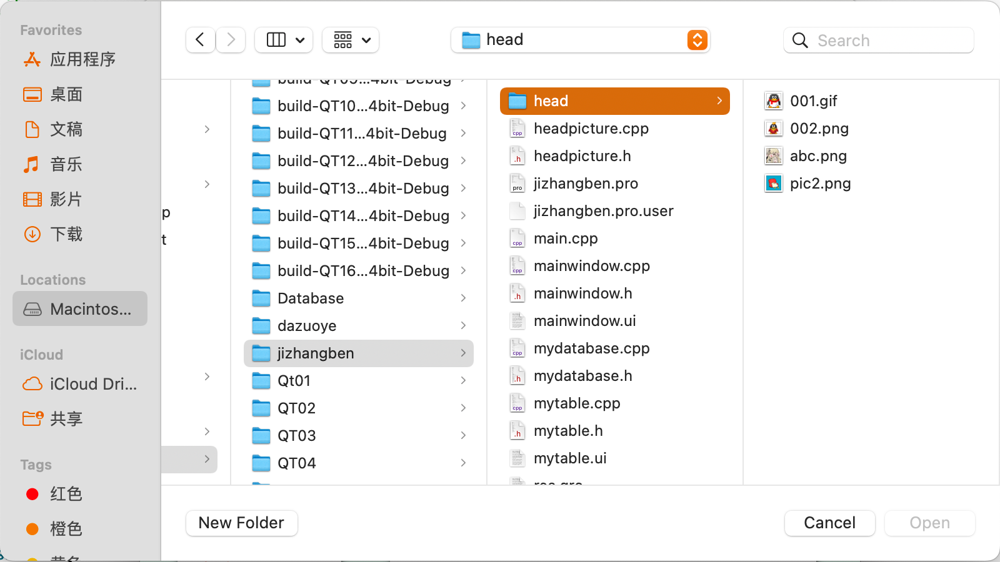 Favorites
应用程序
桌面
文稿
音乐
影片
下载
Locations
Macintos...
iCloud
iCloud Dri...
共享
Tags
红色
橙色
head
Search
p
t
build-QT09...4bit-Debug
build-QT10...4bit-Debug
build-QT11...4bit-Debug
build-QT12...4bit-Debug
build-QT13...4bit-Debug
build-QT14...4bit-Debug
build-QT15...4bit-Debug
build-QT16...4bit-Debug
Database
dazuoye
jizhangben
Qt01
QT02
QT03
QT04
head
headpicture.cpp
headpicture.h
jizhangben.pro
jizhangben.pro.user
main.cpp
mainwindow.cpp
mainwindow.h
mainwindow.ui
mydatabase.cpp
mydatabase.h
mytable.cpp
mytable.h
mytable.ui
001.gif
002.png
abc.png
pic2.png
New Folder
Cancel
Open